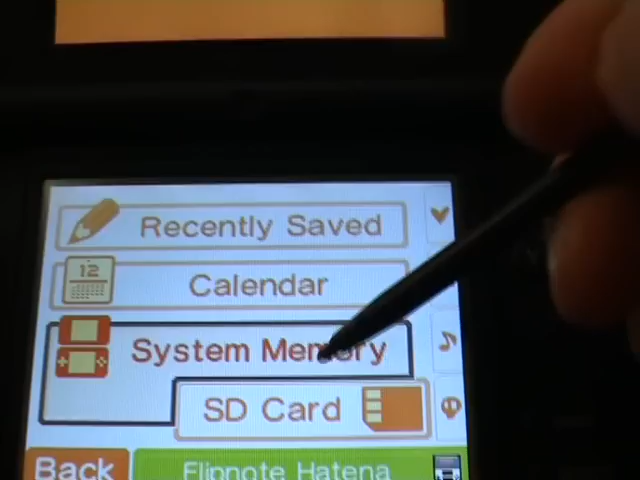 Recently Saved
12
Calendar
System Memory
SD Card
Back
Flipnote Hatena